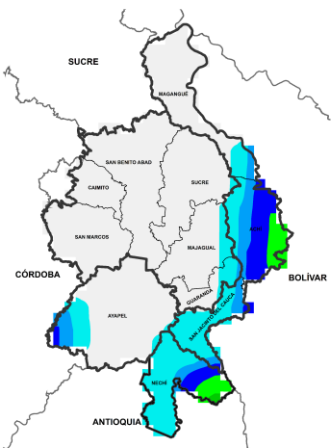 SUCRE
MAGANGUÉ
SAN BENITO ABAD
CAIMITO
SUCRE
SAN MARCOS
MAJAGUAL
ACHÍ
CÓRDOBA
BOLÍVAR
GUARANDA
SAN JACINTO DEL CAUCA
AYAPEL
NECHÍ
ANTIOQUIA